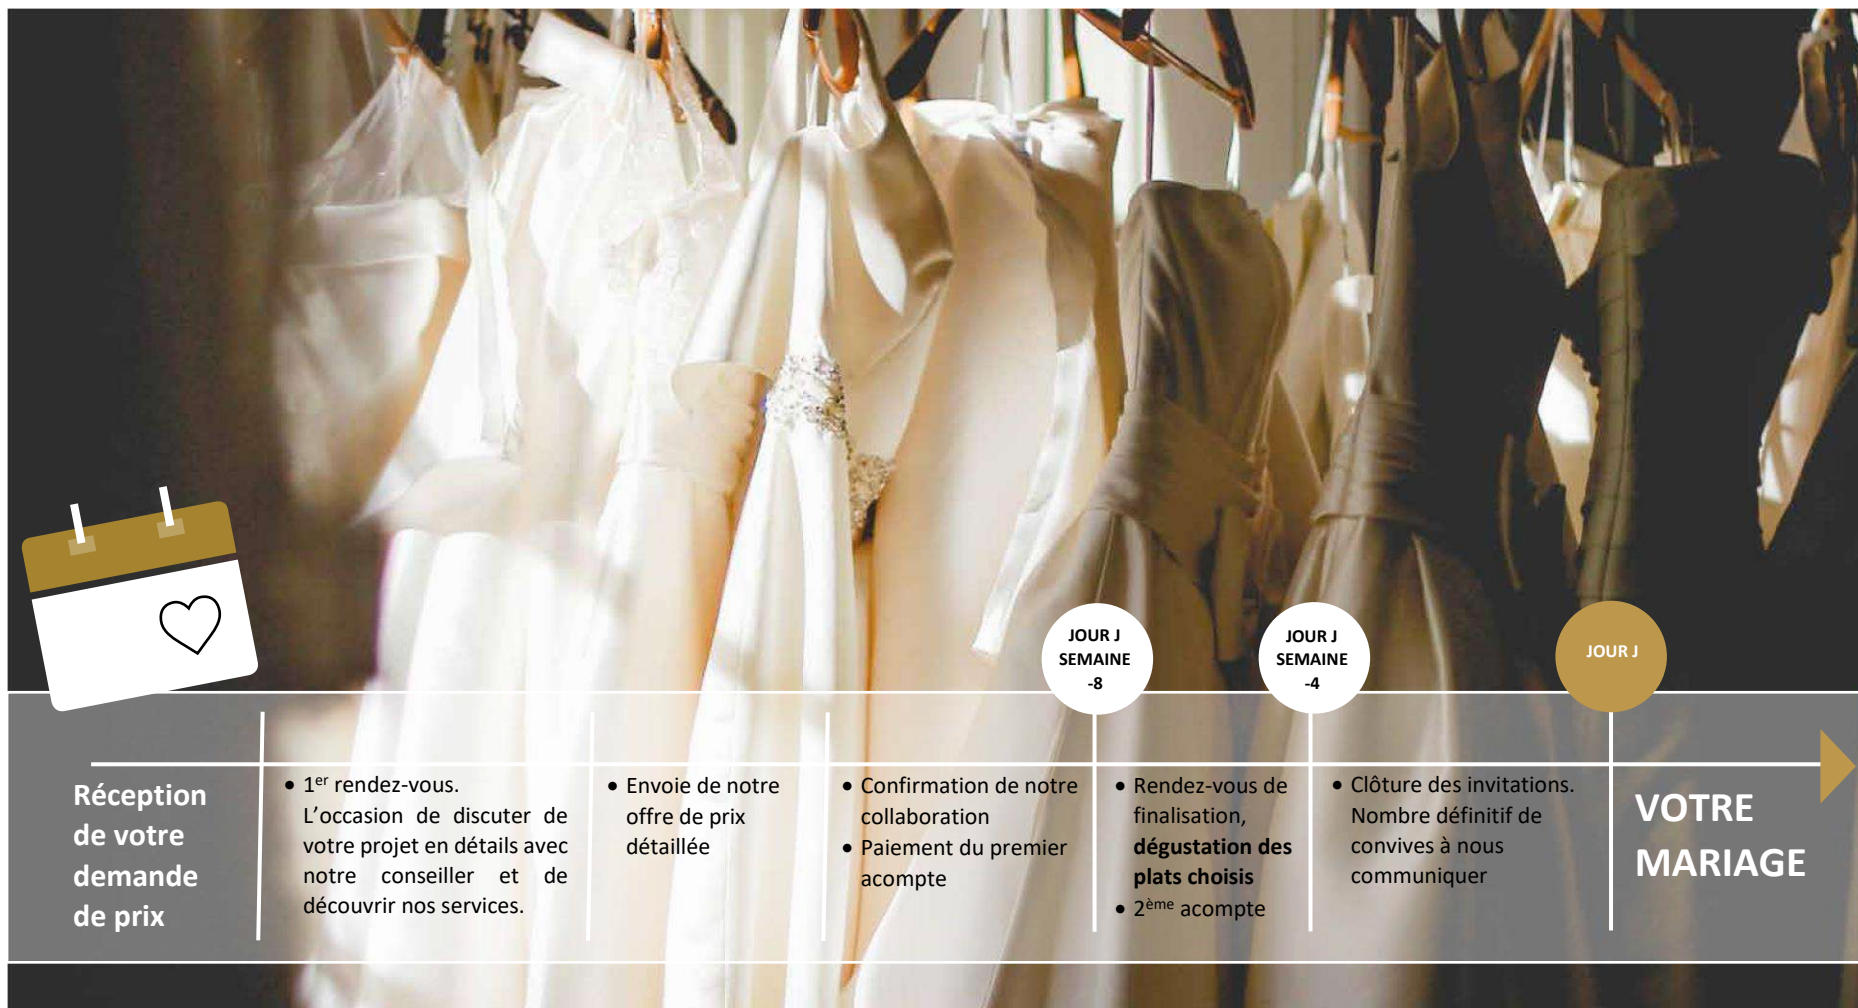 JOUR J
SEMAINE
-8
JOUR J
SEMAINE
-4
JOUR J
Réception
de votre
demande
de prix
• 1er rendez-vous.
L’occasion de discuter de
votre projet en détails avec
notre conseiller et de
découvrir nos services.
• Envoie de notre
offre de prix
détaillée
• Confirmation de notre
collaboration
• Paiement du premier
acompte
• Rendez-vous de
finalisation,
dégustation des
plats choisis
• 2ème acompte
• Clôture des invitations.
Nombre définitif de
convives à nous
communiquer
VOTRE
MARIAGE